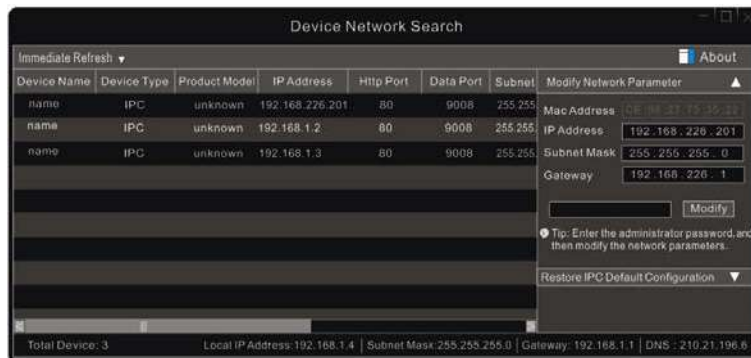 Device Network Search
Immediate Refresh
About
Device Name Device Type Product Model IP Address Http Port Data Port Subnet
name IPC unknown 192.168.226.201 80 9008 255.255
name IPC unknown 192.168.1.2 80 9008 255.255
name IPC unknown 192.168.1.3 80 9008 255.255
Modify Network Parameter
Mac Address
IP Address 192 . 168 . 226 . 201
Subnet Mask 255 . 255 . 255 . 0
Gateway 192 . 168 . 226 . 1
Modify
Tip: Enter the administrator password, and
then modify the network parameters.
Restore IPC Default Configuration
Total Device: 3 Local IP Address:192.168.1.4 Subnet Mask:255.255.255.0 Gateway: 192.168.1.1 DNS : 210.21.196.6